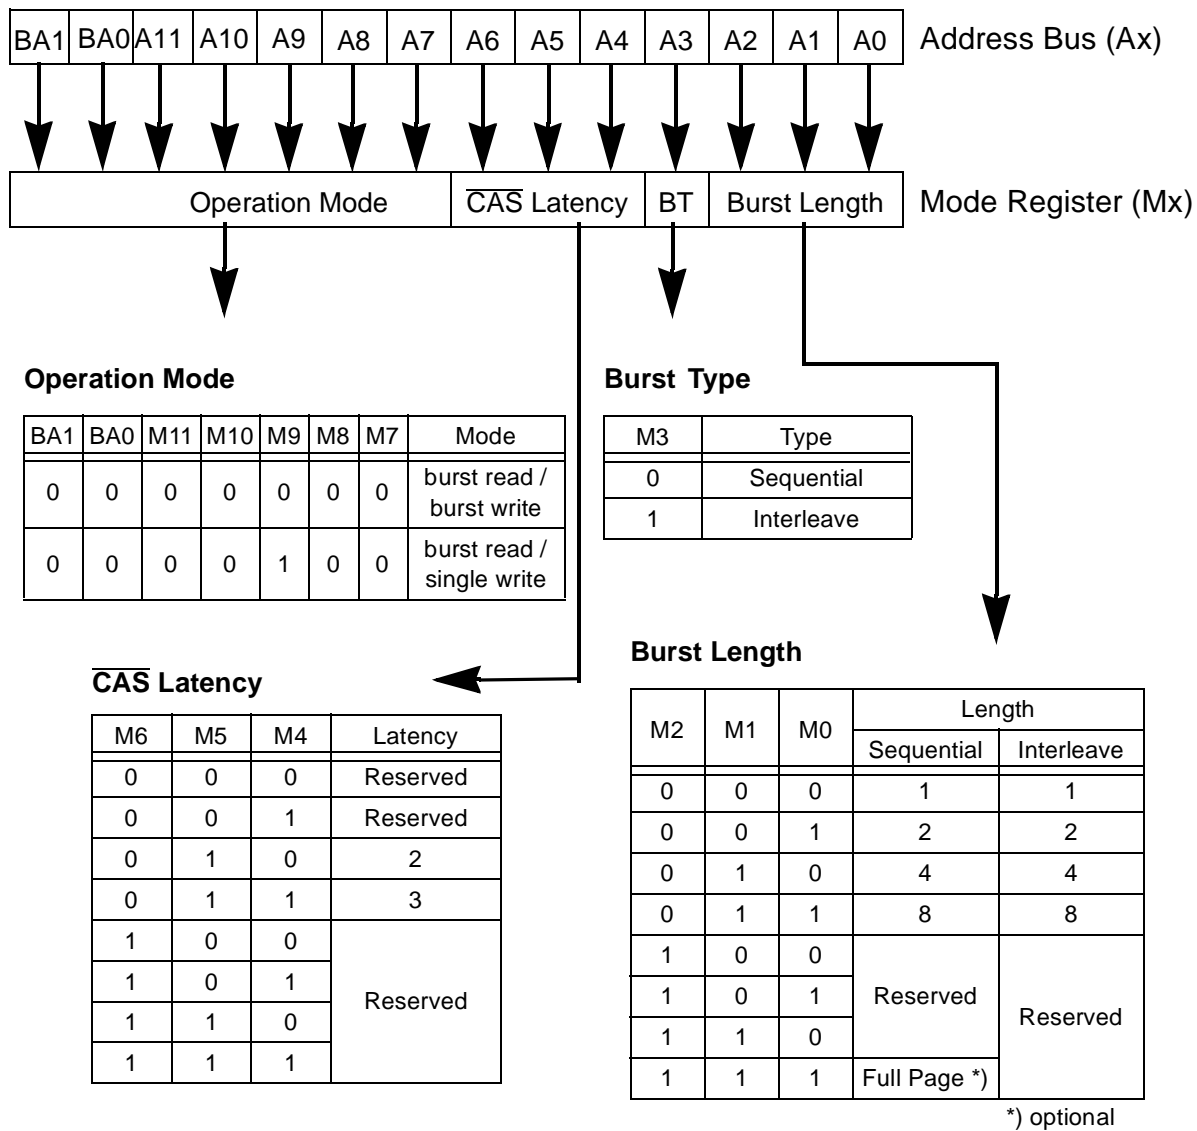 BA1 BA0 A11 A10 A9 A8 A7 A6 A5 A4 A3 A2 A1 A0 Address Bus (Ax)
Operation Mode CAS Latency BT Burst Length Mode Register (Mx)
Operation Mode
BA1 BA0 M11 M10 M9 M8 M7 Mode
0 0 0 0 0 0 0 burst read / burst write
0 0 0 0 1 0 0 burst read / single write
Burst Type
M3 Type
0 Sequential
1 Interleave
CAS Latency
M6 M5 M4 Latency
0 0 0 Reserved
0 0 1 Reserved
0 1 0 2
0 1 1 3
1 0 0
1 0 1
Reserved
1 1 0
1 1 1
Burst Length
M2 M1 M0 Length
Sequential Interleave
0 0 0 1 1
0 0 1 2 2
0 1 0 4 4
0 1 1 8 8
1 0 0
1 0 1 Reserved
Reserved
1 1 0
1 1 1 Full Page *)
*) optional